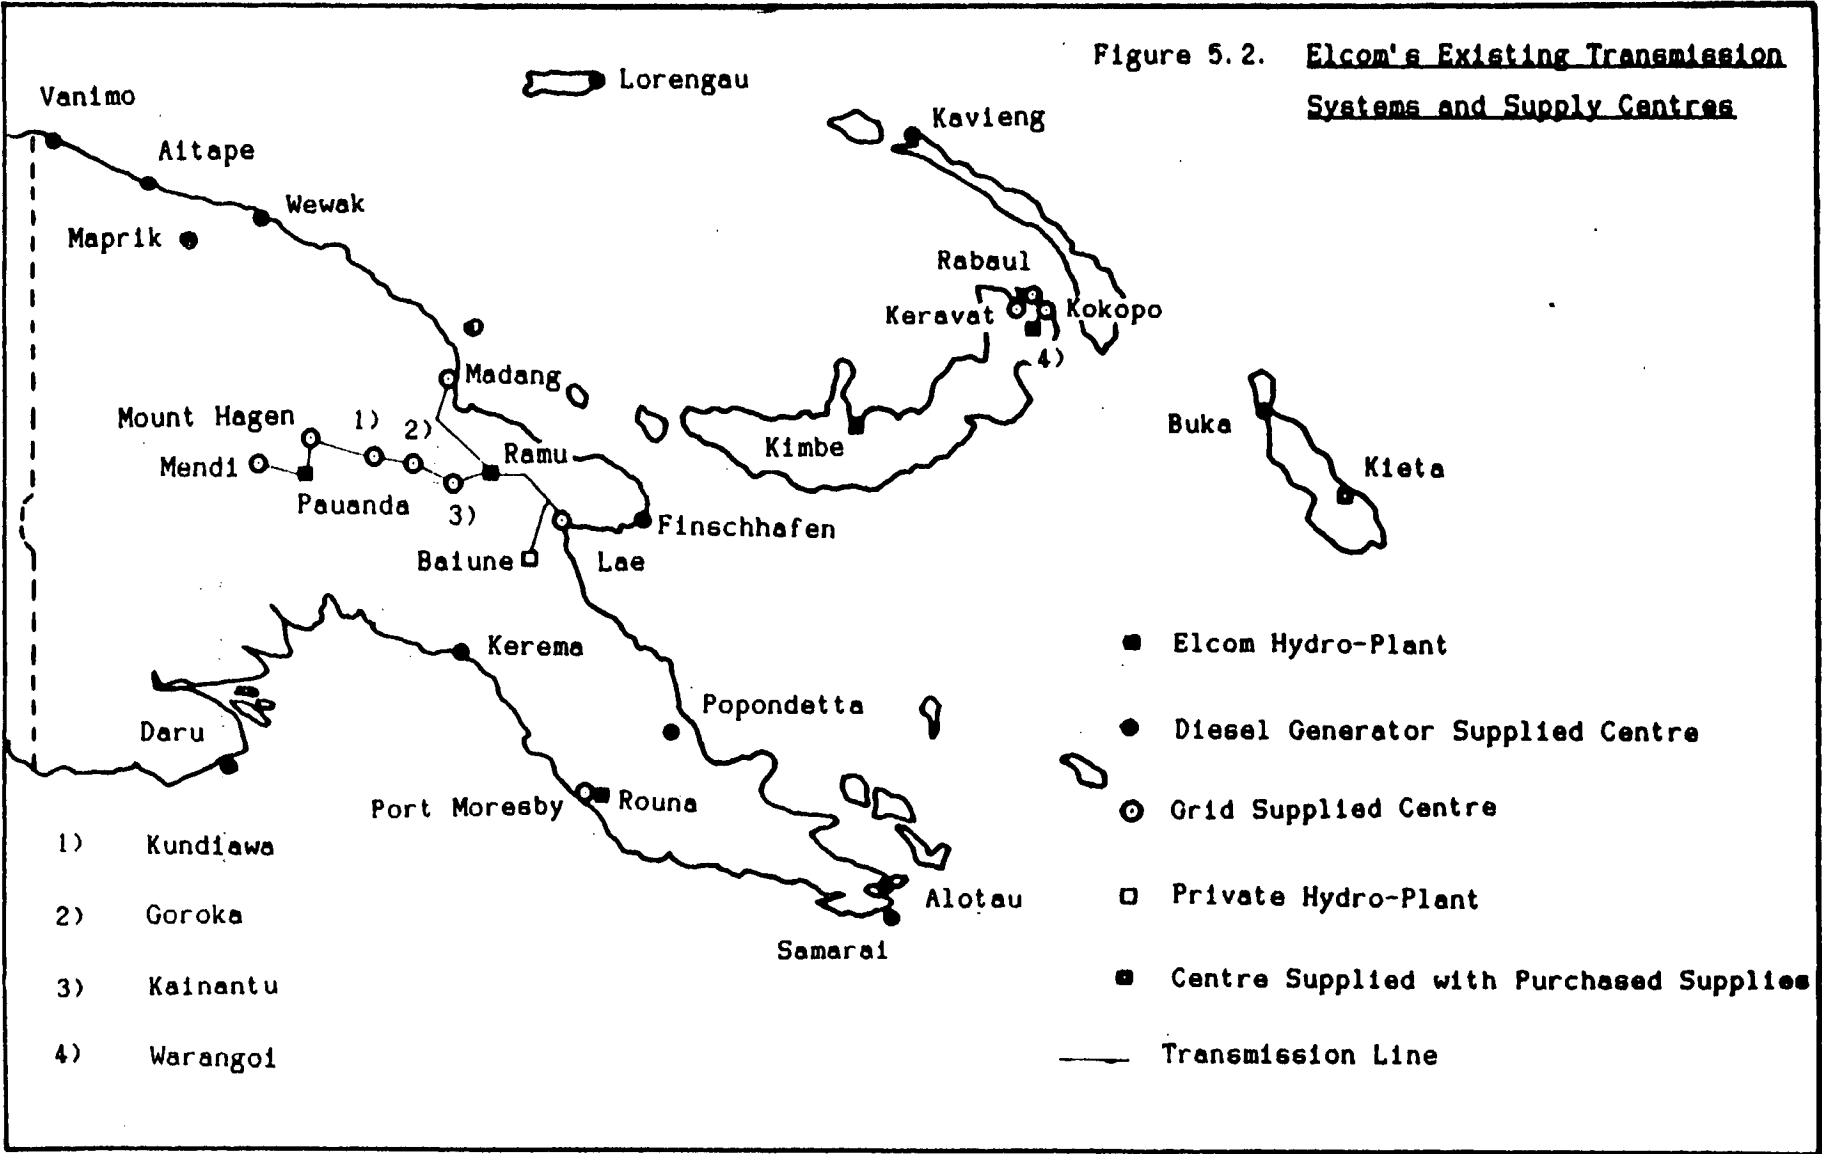 Figure 5.2. Elcom's Existing Transmission
Systems and Supply Centres
Lorengau
Vanimo
Kavieng
Aitape
Wewak
Maprik
Rabaul
Keravat
Kokopo
4)
Madang
Mount Hagen
1)
2)
Buka
Kimbe
Ramu
Mendi
Kieta
Pauanda
3)
Finschhafen
Baiune
Lae
Kerema
Elcom Hydro-Plant
Popondetta
Daru
Diesel Generator Supplied Centre
Port Moresby
Rouna
Grid Supplied Centre
1) Kundiawa
Alotau
Private Hydro-Plant
2) Goroka
Samarai
Centre Supplied with Purchased Supplies
3) Kainantu
4) Warangoi
Transmission Line